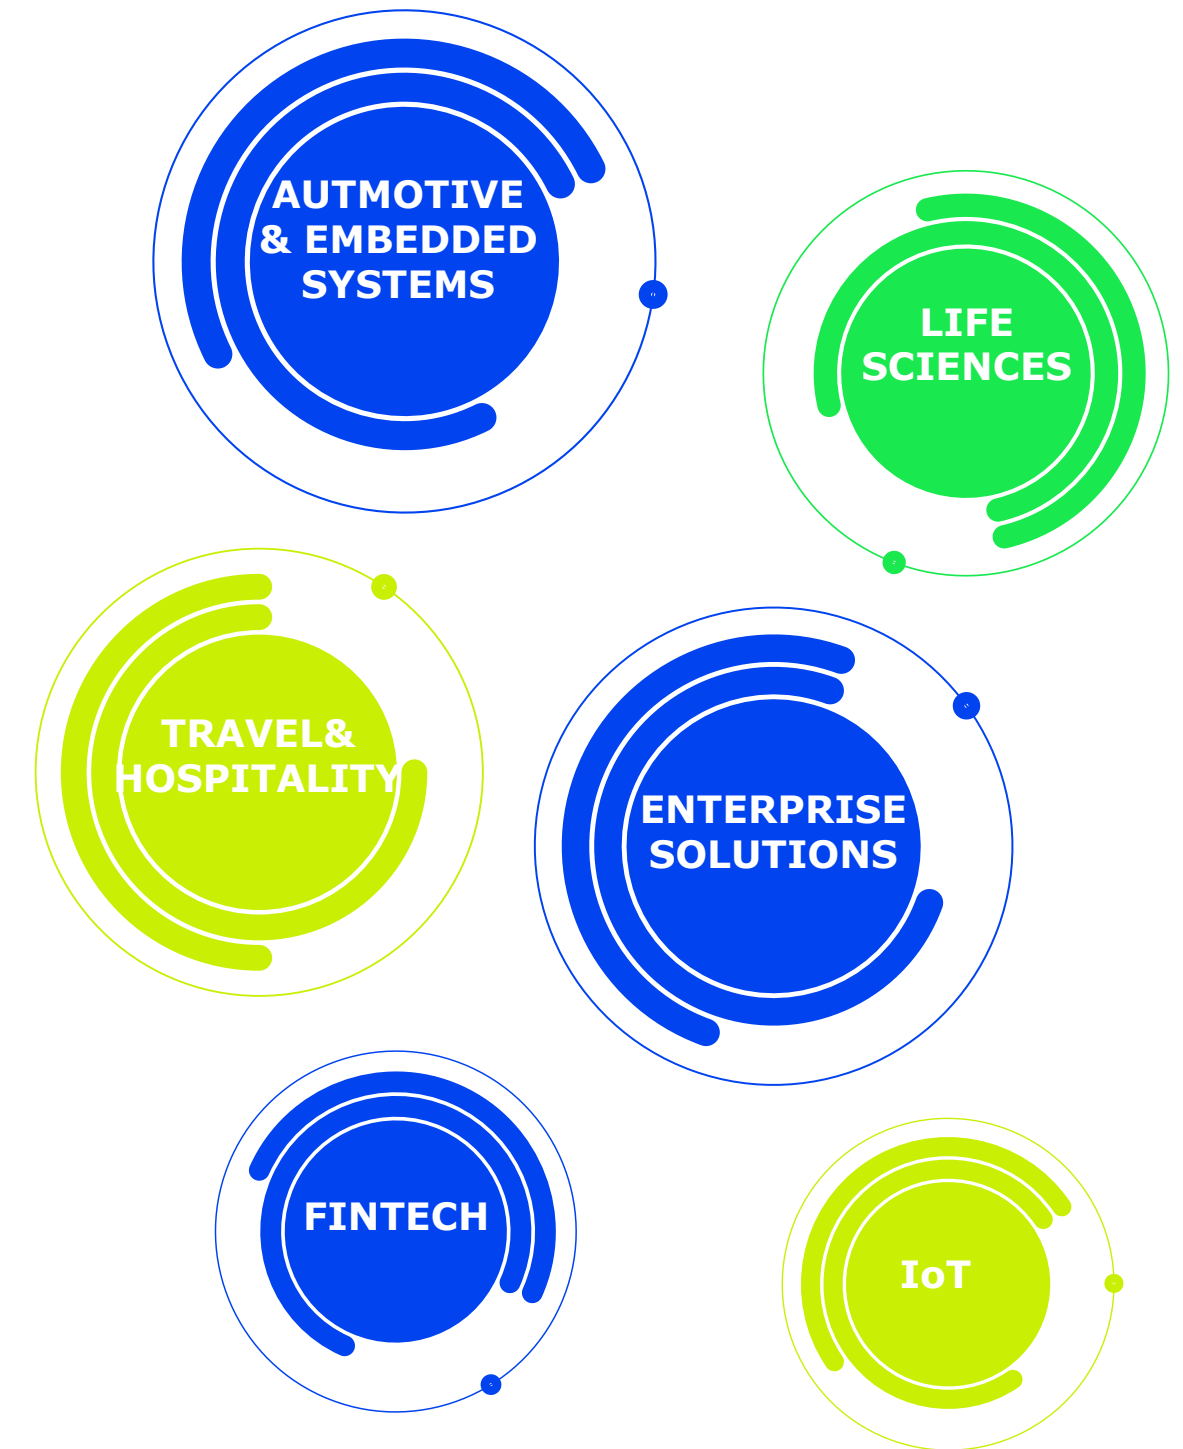 AUTMOTIVE
& EMBEDDED
SYSTEMS
LIFE
SCIENCES
TRAVEL&
HOSPITALITY
ENTERPRISE
SOLUTIONS
FINTECH
IoT